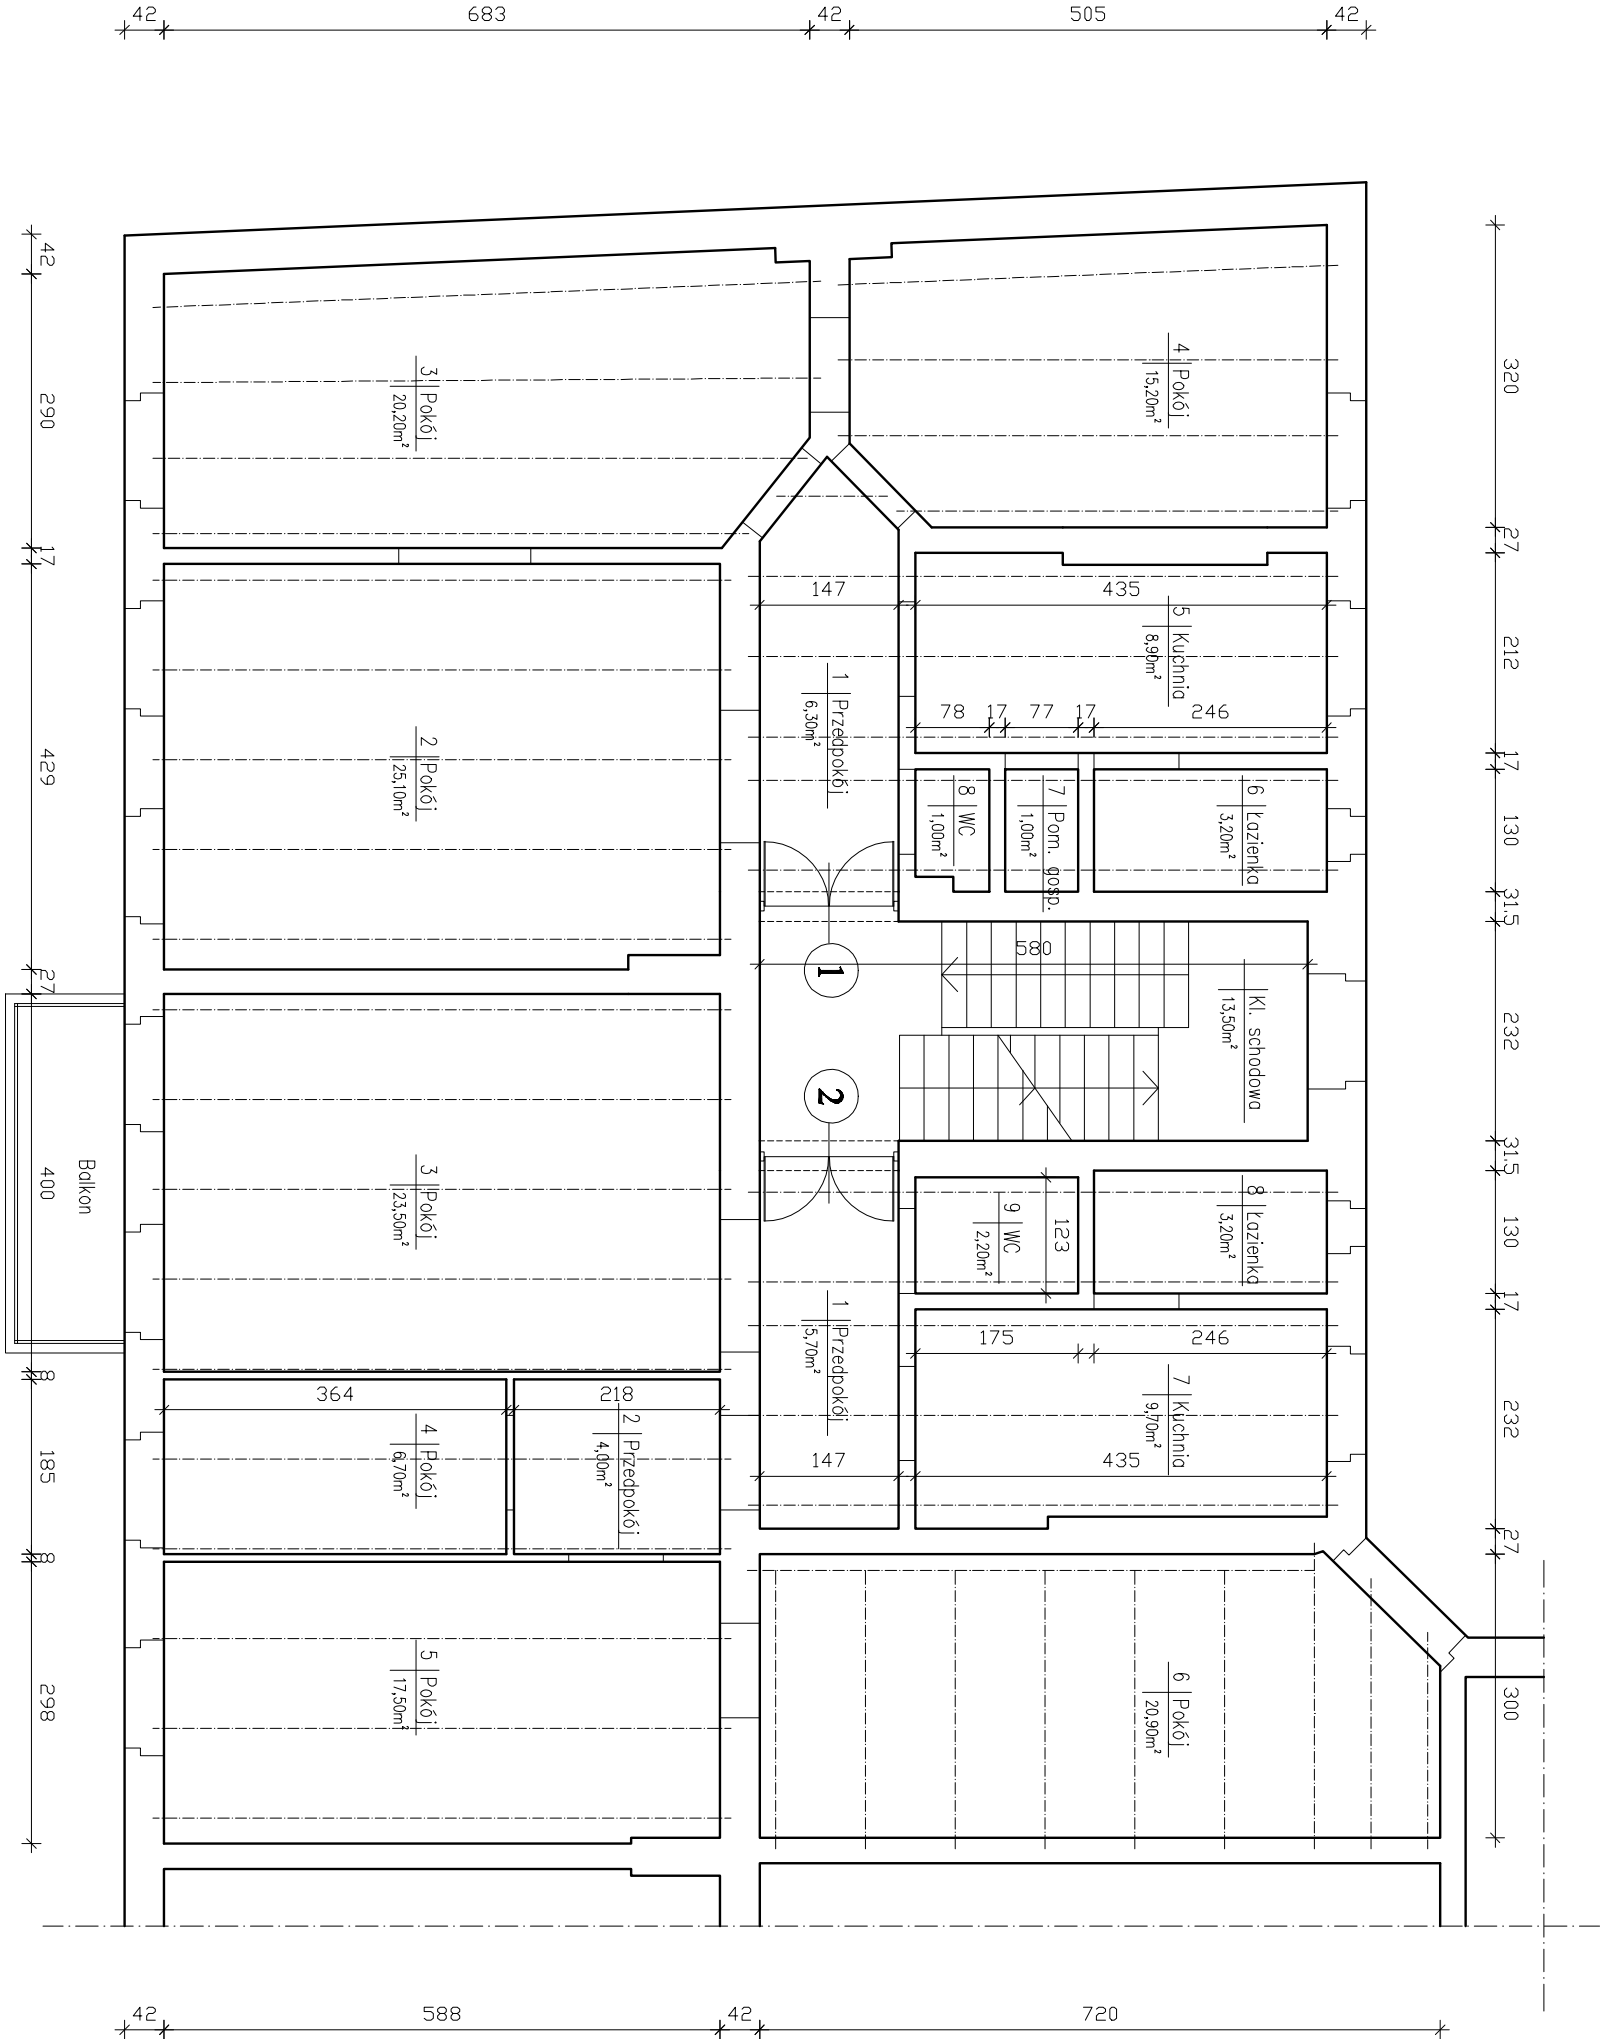 42
683
42
505
42
42
290
17
429
27
400
8
185
8
298
320
27
212
17
130
31.5
232
31.5
130
17
232
27
300
3 Pokój
20,20m²
4 Pokój
15,20m²
147
435
5 Kuchnia
8,90m²
78
17
77
17
246
1 Przedpokój
6,30m²
2 Pokój
25,10m²
8 WC
1,00m²
7 Pom. gosp.
1,00m²
6 Łazienka
3,20m²
580
1
Kl. schodowa
13,50m²
2
Balkon
3 Pokój
23,50m²
9 WC
2,20m²
123
8 Łazienka
3,20m²
1 Przedpokój
5,70m²
175
246
7 Kuchnia
9,70m²
364
218
4 Pokój
6,70m²
2 Przedpokój
4,00m²
147
435
5 Pokój
17,50m²
6 Pokój
20,90m²
42
588
42
720